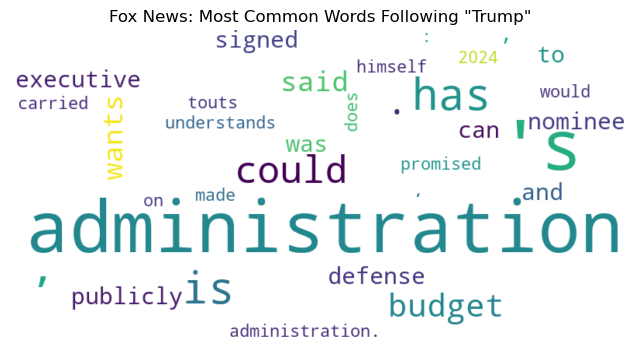 Fox News: Most Common Words Following "Trump"
signed : ,
to
2024
himself
executive said
has
would
carried touts does .
wants understands can ' nominee
was 's
could promised
on made , and
administration
,
defense
publicly is budget
administration.